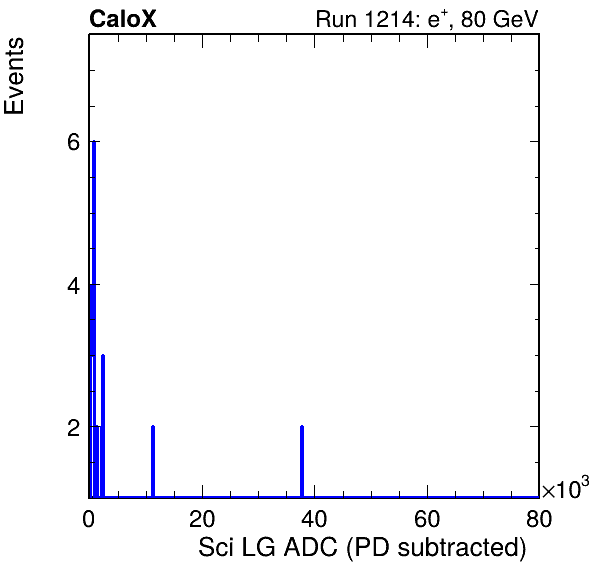 CaloX Run 1214: e⁺, 80 GeV
Events
6
4
2
0 20 40 60 80
×10³
Sci LG ADC (PD subtracted)